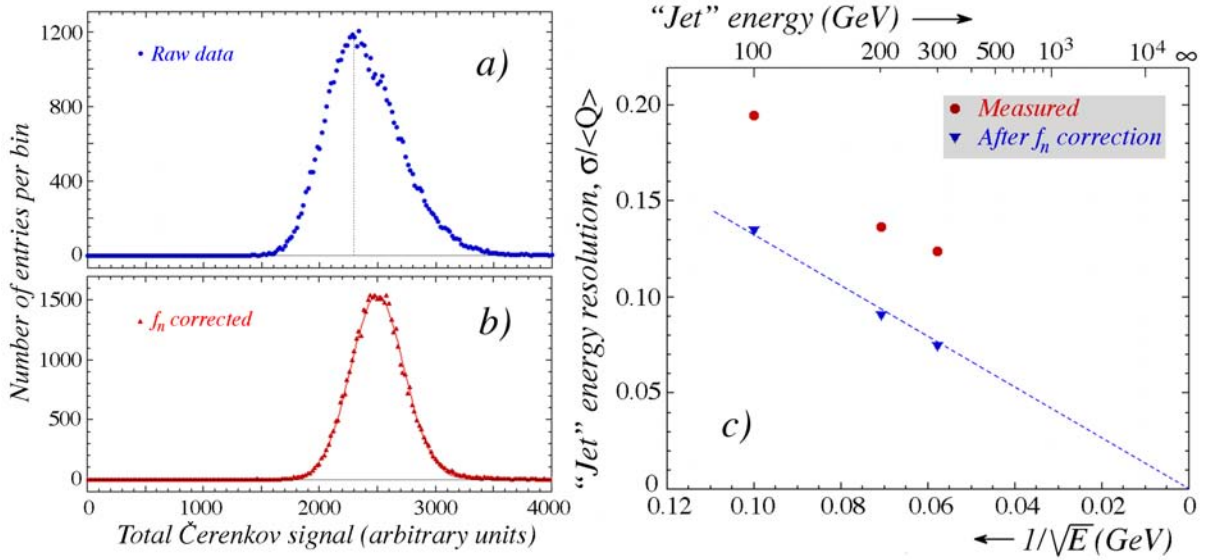 1200
800
400
0
Raw data
a)
1500
1000
500
0
f_n corrected
b)
0
1000
2000
3000
4000
Number of entries per bin
Total Čerenkov signal (arbitrary units)
“Jet” energy (GeV)
100
200
300
500
10³
10⁴
∞
0.20
0.15
0.10
0.05
0
Measured
After f_n correction
c)
“Jet” energy resolution, σ/<Q>
0.12
0.10
0.08
0.06
0.04
0.02
0
1/√E (GeV)